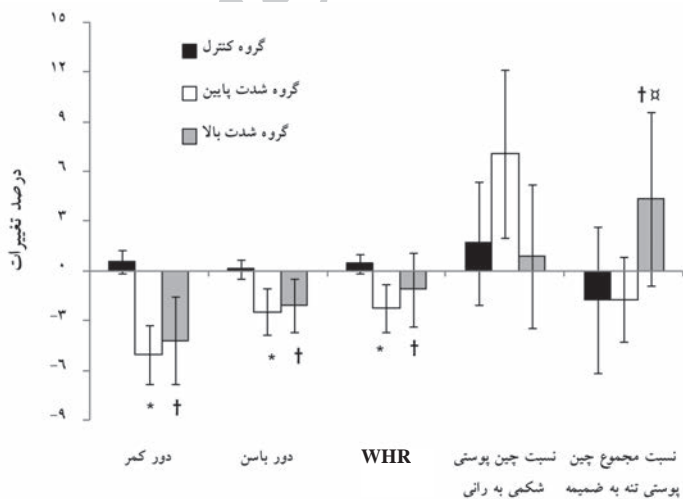 ۱۵
۱۲
۹
۶
۳
۰
-۳
-۶
-۹
درصد تغییرات
گروه کنترل
گروه شدت پایین
گروه شدت بالا
* †
* †
* †
† ¤
دور کمر
دور باسن
WHR
نسبت چین پوستی
شکمی به رانی
نسبت مجموع چین
پوستی تنه به ضمیمه